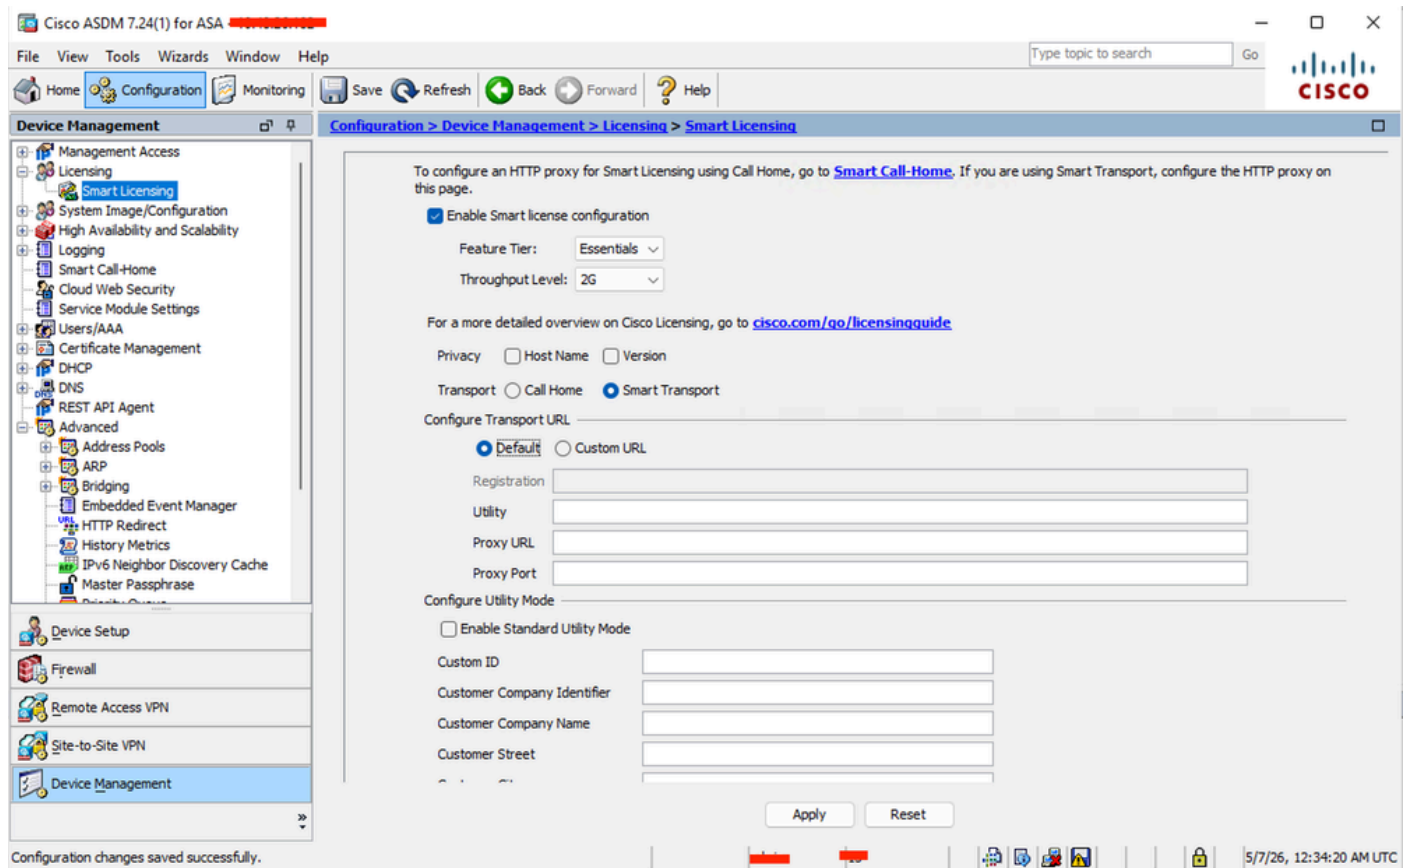 Cisco ASDM 7.24(1) for ASA -
File View Tools Wizards Window Help
Type topic to search Go
Home Configuration Monitoring Save Refresh Back Forward Help
CISCO
Device Management
Configuration > Device Management > Licensing > Smart Licensing
Management Access
Licensing
Smart Licensing
System Image/Configuration
High Availability and Scalability
Logging
Smart Call-Home
Cloud Web Security
Service Module Settings
Users/AAA
Certificate Management
DHCP
DNS
REST API Agent
Advanced
Address Pools
ARP
Bridging
Embedded Event Manager
HTTP Redirect
History Metrics
IPv6 Neighbor Discovery Cache
Master Passphrase
Device Setup
Firewall
Remote Access VPN
Site-to-Site VPN
Device Management
To configure an HTTP proxy for Smart Licensing using Call Home, go to Smart Call-Home. If you are using Smart Transport, configure the HTTP proxy on
this page.
Enable Smart license configuration
Feature Tier: Essentials
Throughput Level: 2G
For a more detailed overview on Cisco Licensing, go to cisco.com/go/licensingguide
Privacy Host Name Version
Transport Call Home Smart Transport
Configure Transport URL
Default Custom URL
Registration
Utility
Proxy URL
Proxy Port
Configure Utility Mode
Enable Standard Utility Mode
Custom ID
Customer Company Identifier
Customer Company Name
Customer Street
Apply Reset
Configuration changes saved successfully.
5/7/26, 12:34:20 AM UTC